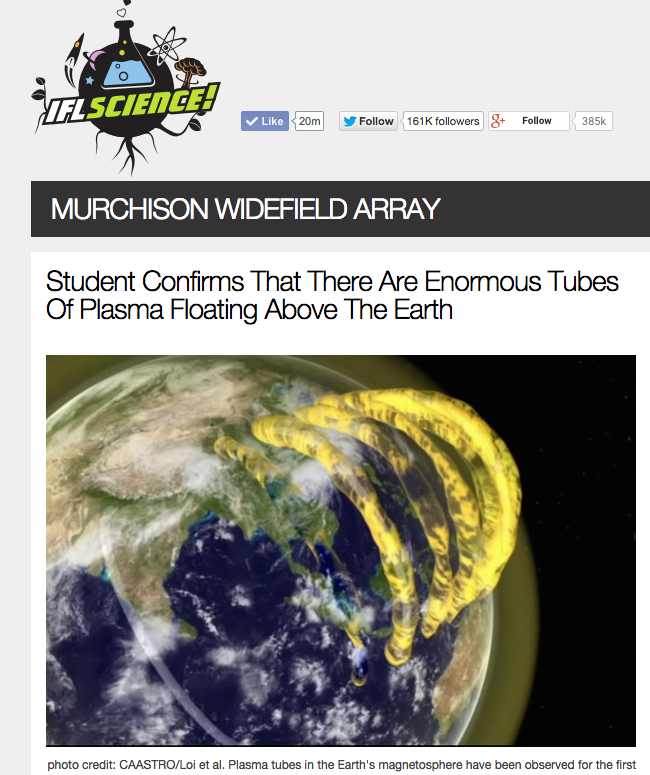 IFLSCIENCE!
Like 20m Follow 161K followers Follow 385k
MURCHISON WIDEFIELD ARRAY
Student Confirms That There Are Enormous Tubes
Of Plasma Floating Above The Earth
photo credit: CAASTRO/Loi et al. Plasma tubes in the Earth's magnetosphere have been observed for the first